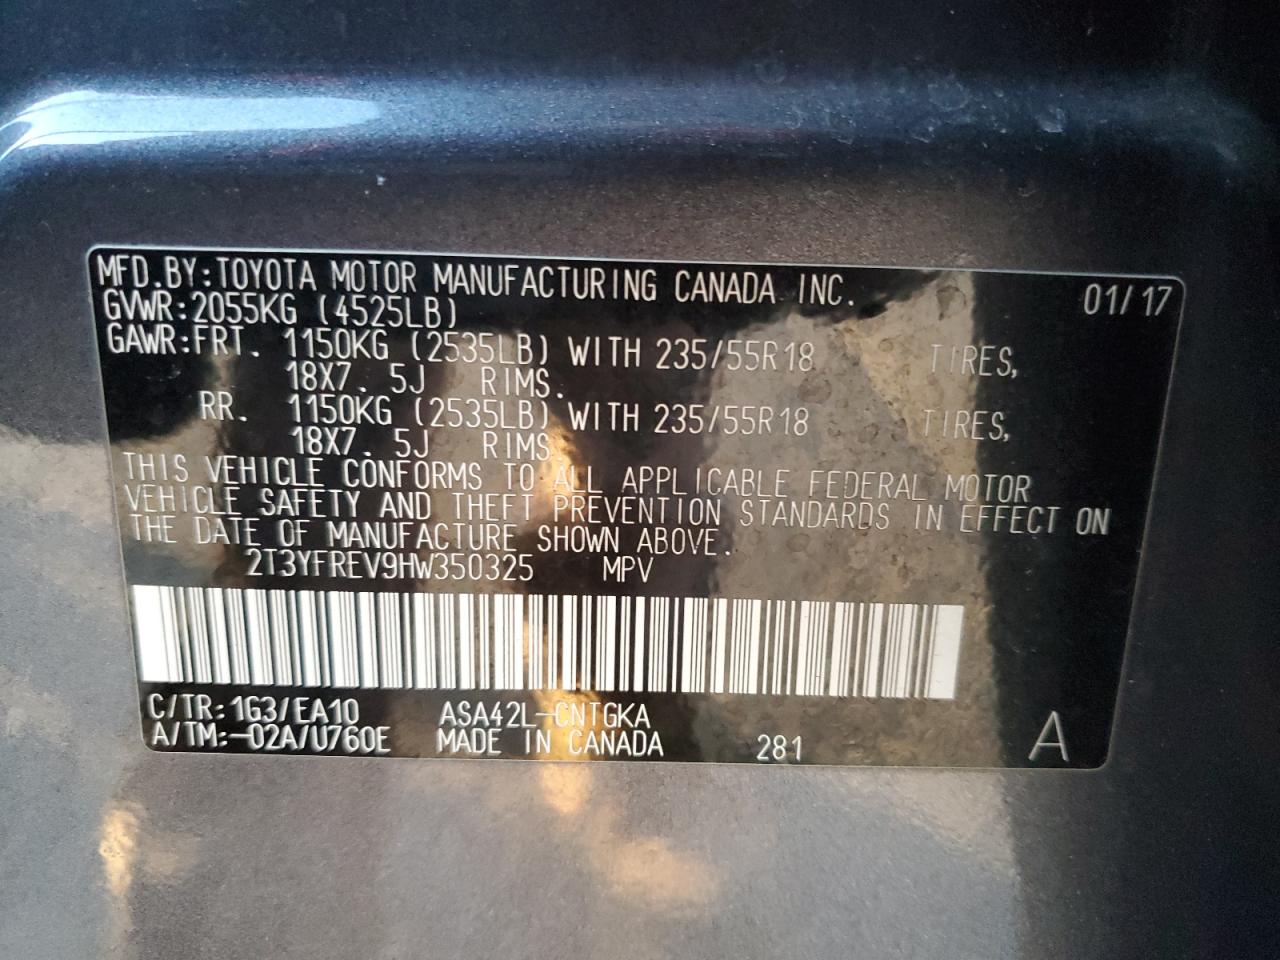 MFD.BY:TOYOTA MOTOR MANUFACTURING CANADA INC. 01/17
GVWR:2055KG (4525LB)
GAWR:FRT. 1150KG (2535LB) WITH 235/55R18 TIRES,
18X7.5J RIMS.
RR. 1150KG (2535LB) WITH 235/55R18 TIRES,
18X7.5J RIMS.
THIS VEHICLE CONFORMS TO ALL APPLICABLE FEDERAL MOTOR
VEHICLE SAFETY AND THEFT PREVENTION STANDARDS IN EFFECT ON
THE DATE OF MANUFACTURE SHOWN ABOVE.
2T3YFREV9HW350325 MPV
C/TR:1G3/EA10 ASA42L-CNTGKA
A/TM:-02A/U760E MADE IN CANADA 281 A